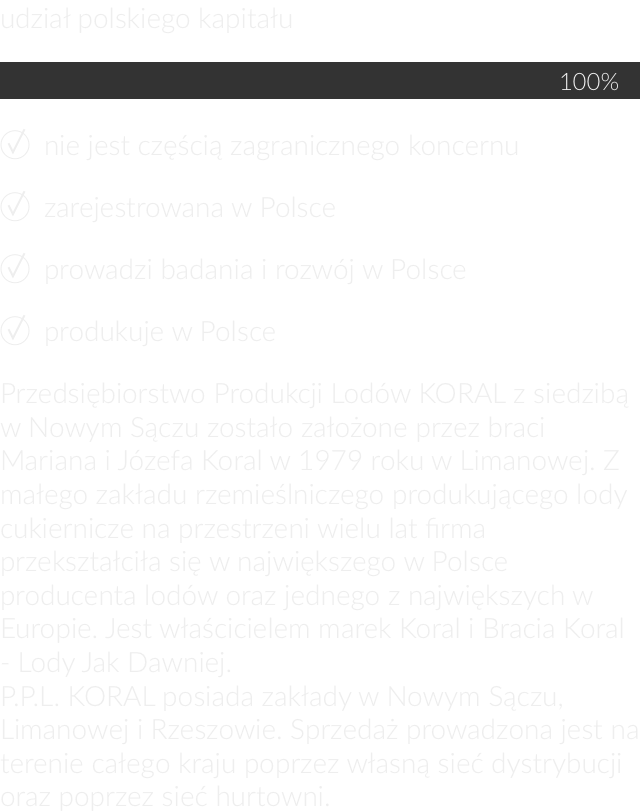 udział polskiego kapitału
100%
nie jest częścią zagranicznego koncernu
zarejestrowana w Polsce
prowadzi badania i rozwój w Polsce
produkuje w Polsce
Przedsiębiorstwo Produkcji Lodów KORAL z siedzibą
w Nowym Sączu zostało założone przez braci
Mariana i Józefa Koral w 1979 roku w Limanowej. Z
małego zakładu rzemieślniczego produkującego lody
cukiernicze na przestrzeni wielu lat firma
przekształciła się w największego w Polsce
producenta lodów oraz jednego z największych w
Europie. Jest właścicielem marek Koral i Bracia Koral
- Lody Jak Dawniej.
P.P.L. KORAL posiada zakłady w Nowym Sączu,
Limanowej i Rzeszowie. Sprzedaż prowadzona jest na
terenie całego kraju poprzez własną sieć dystrybucji
oraz poprzez sieć hurtowni.